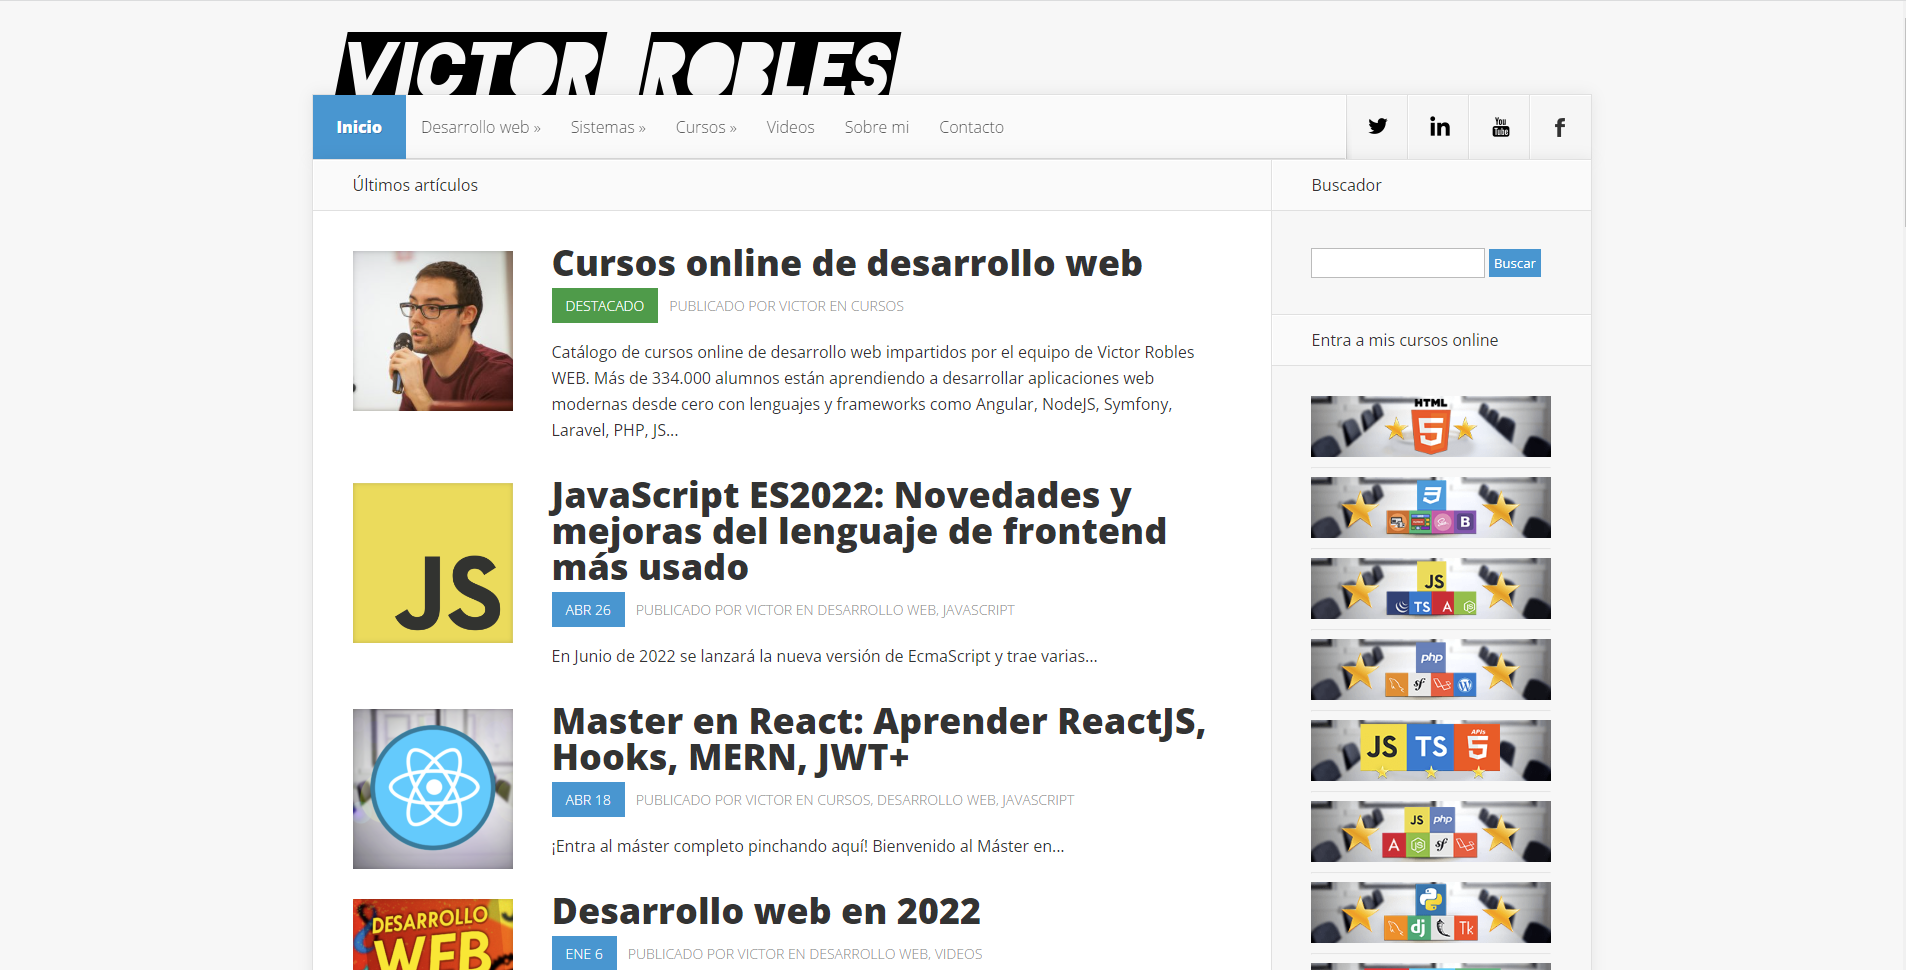 VICTOR ROBLES
Inicio
Desarrollo web »
Sistemas »
Cursos »
Videos
Sobre mi
Contacto
You
Tube
Últimos artículos
Cursos online de desarrollo web
DESTACADO
PUBLICADO POR VICTOR EN CURSOS
Catálogo de cursos online de desarrollo web impartidos por el equipo de Victor Robles
WEB. Más de 334.000 alumnos están aprendiendo a desarrollar aplicaciones web
modernas desde cero con lenguajes y frameworks como Angular, NodeJS, Symfony,
Laravel, PHP, JS...
JS
JavaScript ES2022: Novedades y
mejoras del lenguaje de frontend
más usado
ABR 26
PUBLICADO POR VICTOR EN DESARROLLO WEB, JAVASCRIPT
En Junio de 2022 se lanzará la nueva versión de EcmaScript y trae varias...
Master en React: Aprender ReactJS,
Hooks, MERN, JWT+
ABR 18
PUBLICADO POR VICTOR EN CURSOS, DESARROLLO WEB, JAVASCRIPT
¡Entra al máster completo pinchando aquí! Bienvenido al Máster en...
DESARROLLO
WEB
Desarrollo web en 2022
ENE 6
PUBLICADO POR VICTOR EN DESARROLLO WEB, VIDEOS
Buscador
Buscar
Entra a mis cursos online
HTML
5
3
B
JS
TS A JS
php
sf
JS TS APIs 5
JS php
A JS sf
dj Tk